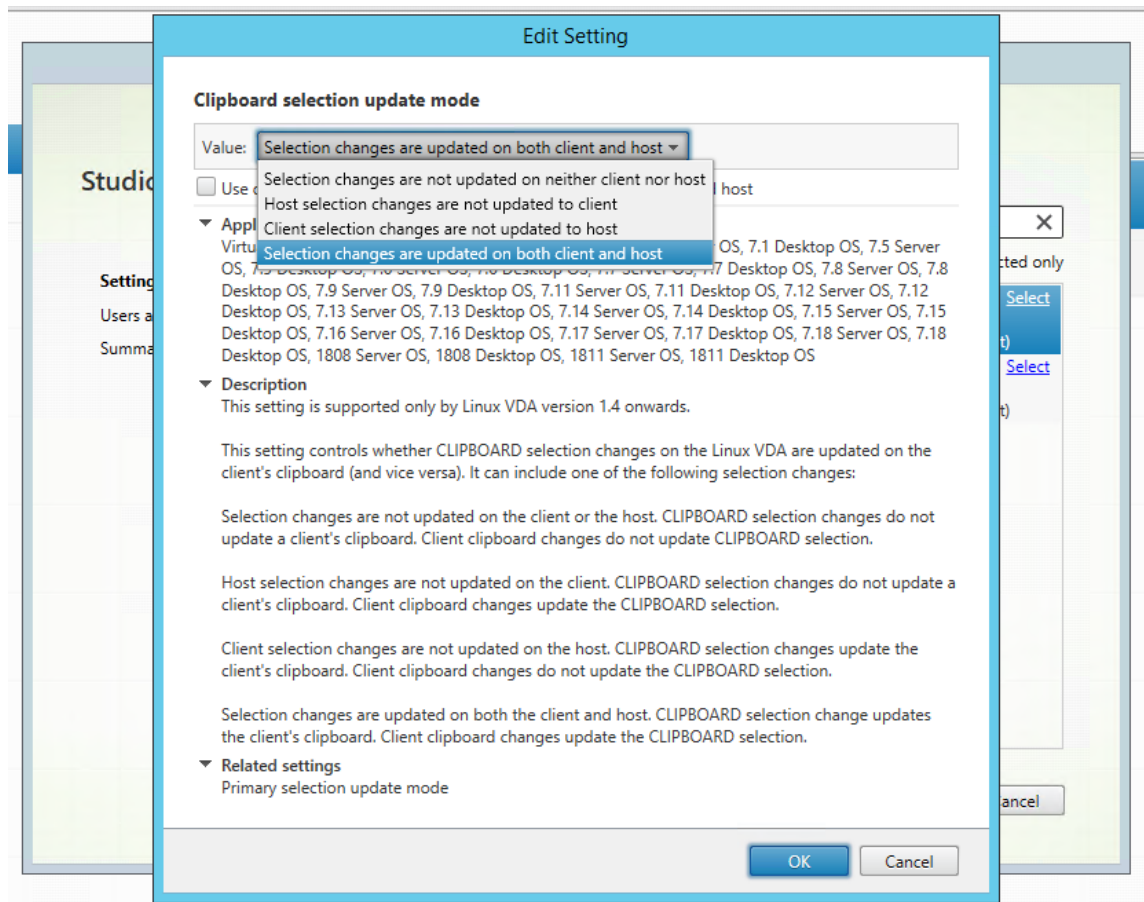 Edit Setting
Clipboard selection update mode
Value: Selection changes are updated on both client and host
Selection changes are not updated on neither client nor host
Use host
Host selection changes are not updated to client
Client selection changes are not updated to host
Selection changes are updated on both client and host
Appl
Virtu OS, 7.1 Desktop OS, 7.5 Server
OS, 7.5 Desktop OS, 7.6 Server OS, 7.6 Desktop OS, 7.7 Server OS, 7.7 Desktop OS, 7.8 Server OS, 7.8
Desktop OS, 7.9 Server OS, 7.9 Desktop OS, 7.11 Server OS, 7.11 Desktop OS, 7.12 Server OS, 7.12
Desktop OS, 7.13 Server OS, 7.13 Desktop OS, 7.14 Server OS, 7.14 Desktop OS, 7.15 Server OS, 7.15
Desktop OS, 7.16 Server OS, 7.16 Desktop OS, 7.17 Server OS, 7.17 Desktop OS, 7.18 Server OS, 7.18
Desktop OS, 1808 Server OS, 1808 Desktop OS, 1811 Server OS, 1811 Desktop OS
Description
This setting is supported only by Linux VDA version 1.4 onwards.
This setting controls whether CLIPBOARD selection changes on the Linux VDA are updated on the
client's clipboard (and vice versa). It can include one of the following selection changes:
Selection changes are not updated on the client or the host. CLIPBOARD selection changes do not
update a client's clipboard. Client clipboard changes do not update CLIPBOARD selection.
Host selection changes are not updated on the client. CLIPBOARD selection changes do not update a
client's clipboard. Client clipboard changes update the CLIPBOARD selection.
Client selection changes are not updated on the host. CLIPBOARD selection changes update the
client's clipboard. Client clipboard changes do not update the CLIPBOARD selection.
Selection changes are updated on both the client and host. CLIPBOARD selection change updates
the client's clipboard. Client clipboard changes update the CLIPBOARD selection.
Related settings
Primary selection update mode
OK
Cancel
Studio
Setting
Users a
Summa
cted only
Select
t)
Select
t)
ancel